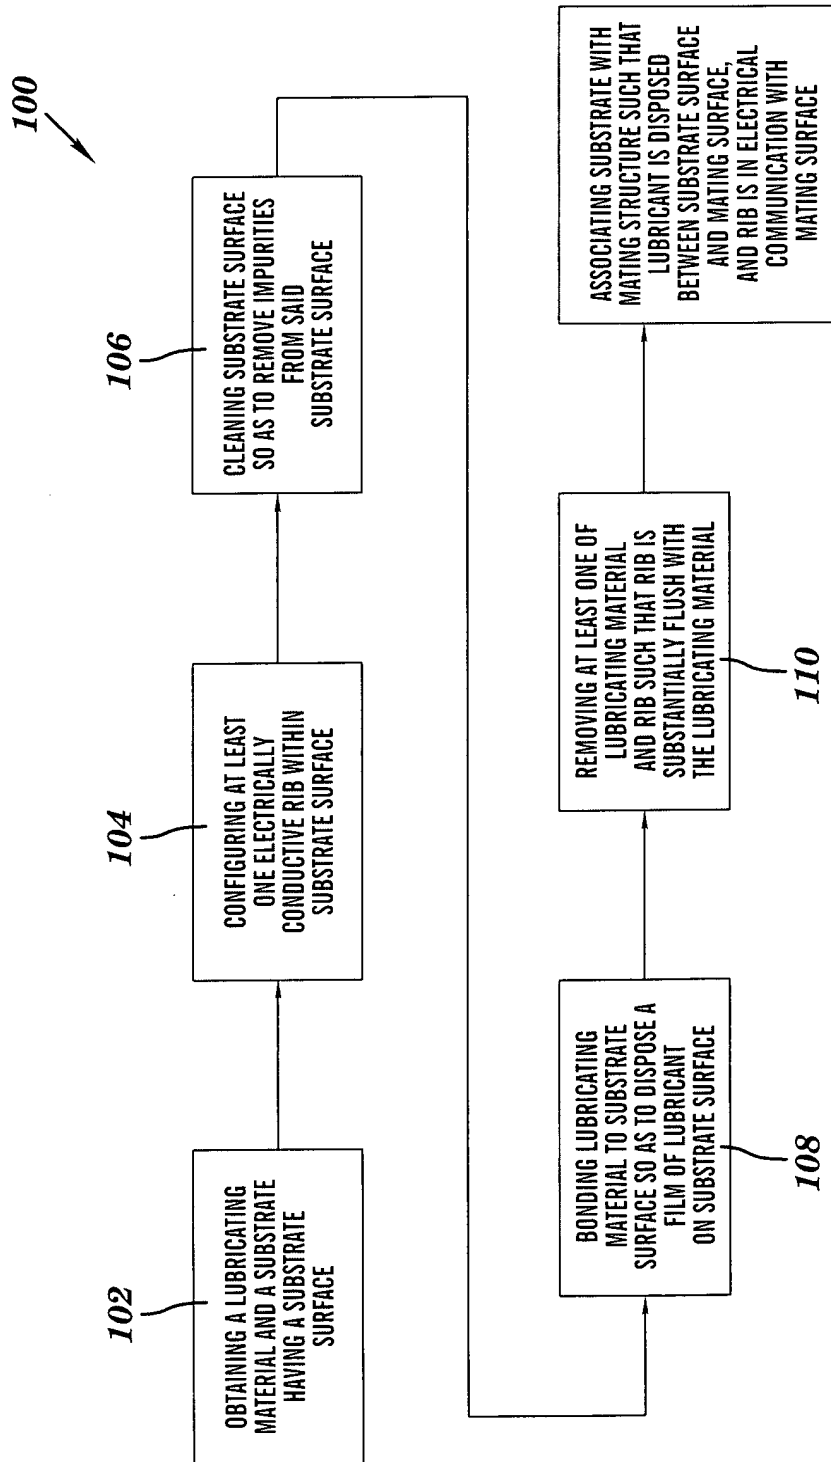 100
102
OBTAINING A LUBRICATING
MATERIAL AND A SUBSTRATE
HAVING A SUBSTRATE
SURFACE
104
CONFIGURING AT LEAST
ONE ELECTRICALLY
CONDUCTIVE RIB WITHIN
SUBSTRATE SURFACE
106
CLEANING SUBSTRATE SURFACE
SO AS TO REMOVE IMPURITIES
FROM SAID
SUBSTRATE SURFACE
BONDING LUBRICATING
MATERIAL TO SUBSTRATE
SURFACE SO AS TO DISPOSE A
FILM OF LUBRICANT
ON SUBSTRATE SURFACE
108
REMOVING AT LEAST ONE OF
LUBRICATING MATERIAL
AND RIB SUCH THAT RIB IS
SUBSTANTIALLY FLUSH WITH
THE LUBRICATING MATERIAL
110
ASSOCIATING SUBSTRATE WITH
MATING STRUCTURE SUCH THAT
LUBRICANT IS DISPOSED
BETWEEN SUBSTRATE SURFACE
AND MATING SURFACE,
AND RIB IS IN ELECTRICAL
COMMUNICATION WITH
MATING SURFACE